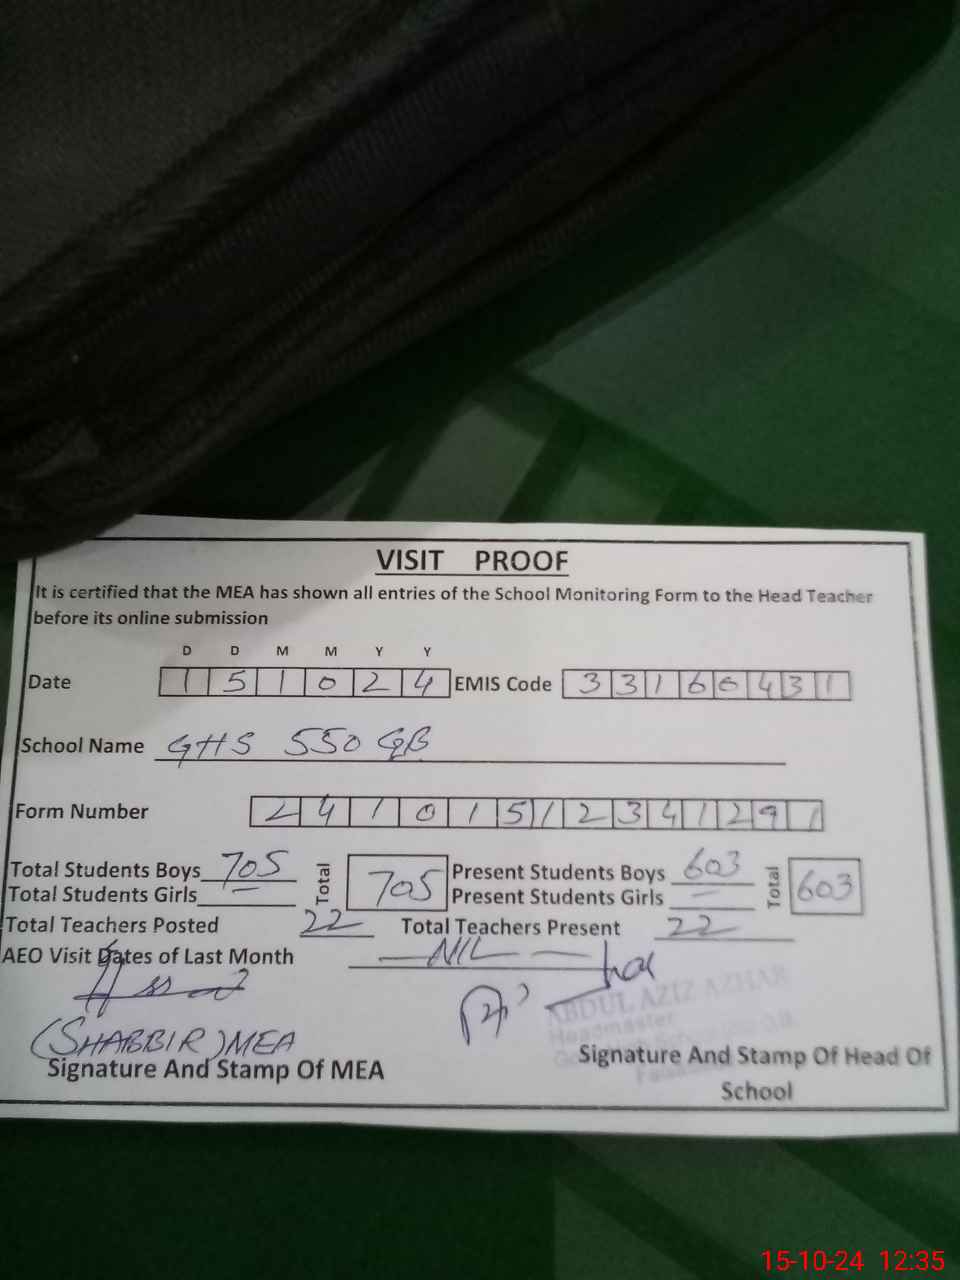 VISIT PROOF
It is certified that the MEA has shown all entries of the School Monitoring Form to the Head Teacher
before its online submission
D D M M Y Y
Date 1 5 1 0 2 4 EMIS Code 3 3 1 6 0 4 3 1
School Name GHS 550 GB
Form Number 2 4 1 0 1 5 1 2 3 4 1 2 9 1
Total Students Boys 705 Total 705 Present Students Boys 603 Total 603
Total Students Girls — Present Students Girls —
Total Teachers Posted 22 Total Teachers Present 22
AEO Visit Dates of Last Month — NIL —
ABDUL AZIZ AZHAR
Headmaster
(SHABBIR) MEA
Signature And Stamp Of MEA
Signature And Stamp Of Head Of
School
15-10-24 12:35